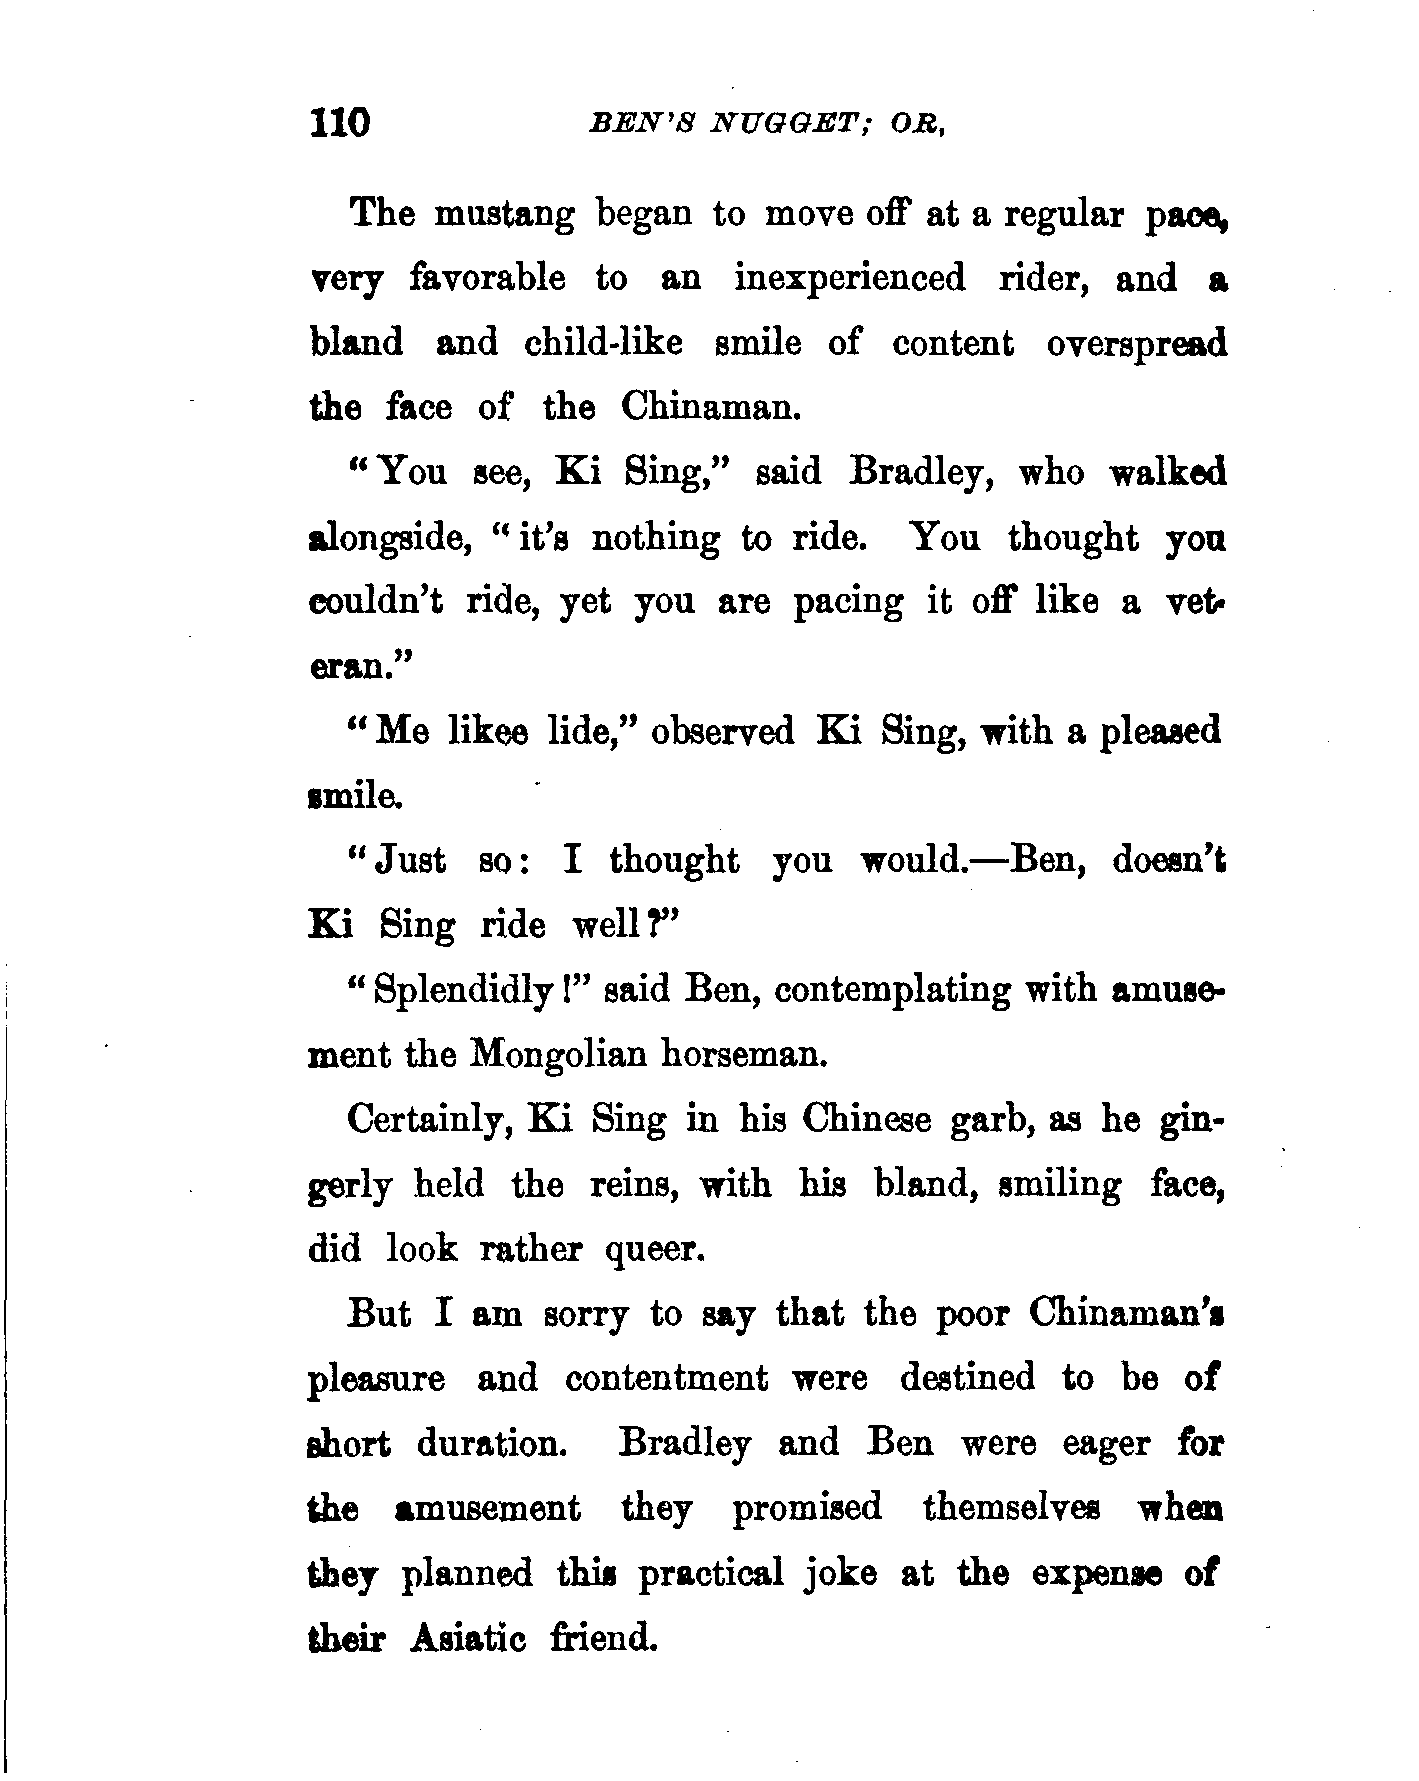 110 BEN'S NUGGET; OR,
The mustang began to move off at a regular pace,
very favorable to an inexperienced rider, and a
bland and child-like smile of content overspread
the face of the Chinaman.
"You see, Ki Sing," said Bradley, who walked
alongside, "it's nothing to ride. You thought you
couldn't ride, yet you are pacing it off like a vet-
eran."
"Me likee lide," observed Ki Sing, with a pleased
smile.
"Just so: I thought you would.—Ben, doesn't
Ki Sing ride well?"
"Splendidly!" said Ben, contemplating with amuse-
ment the Mongolian horseman.
Certainly, Ki Sing in his Chinese garb, as he gin-
gerly held the reins, with his bland, smiling face,
did look rather queer.
But I am sorry to say that the poor Chinaman's
pleasure and contentment were destined to be of
short duration. Bradley and Ben were eager for
the amusement they promised themselves when
they planned this practical joke at the expense of
their Asiatic friend.